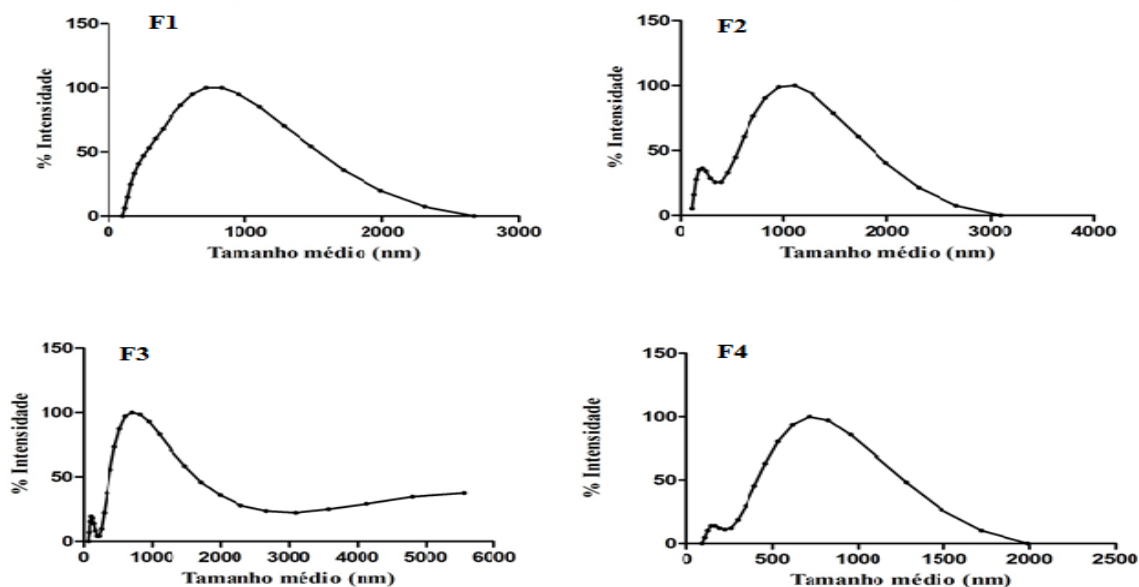 F1
150
100
50
0
% Intensidade
0 1000 2000 3000
Tamanho médio (nm)
F2
150
100
50
0
% Intensidade
0 1000 2000 3000 4000
Tamanho médio (nm)
F3
150
100
50
0
% Intensidade
0 1000 2000 3000 4000 5000 6000
Tamanho médio (nm)
F4
150
100
50
0
% Intensidade
0 500 1000 1500 2000 2500
Tamanho médio (nm)